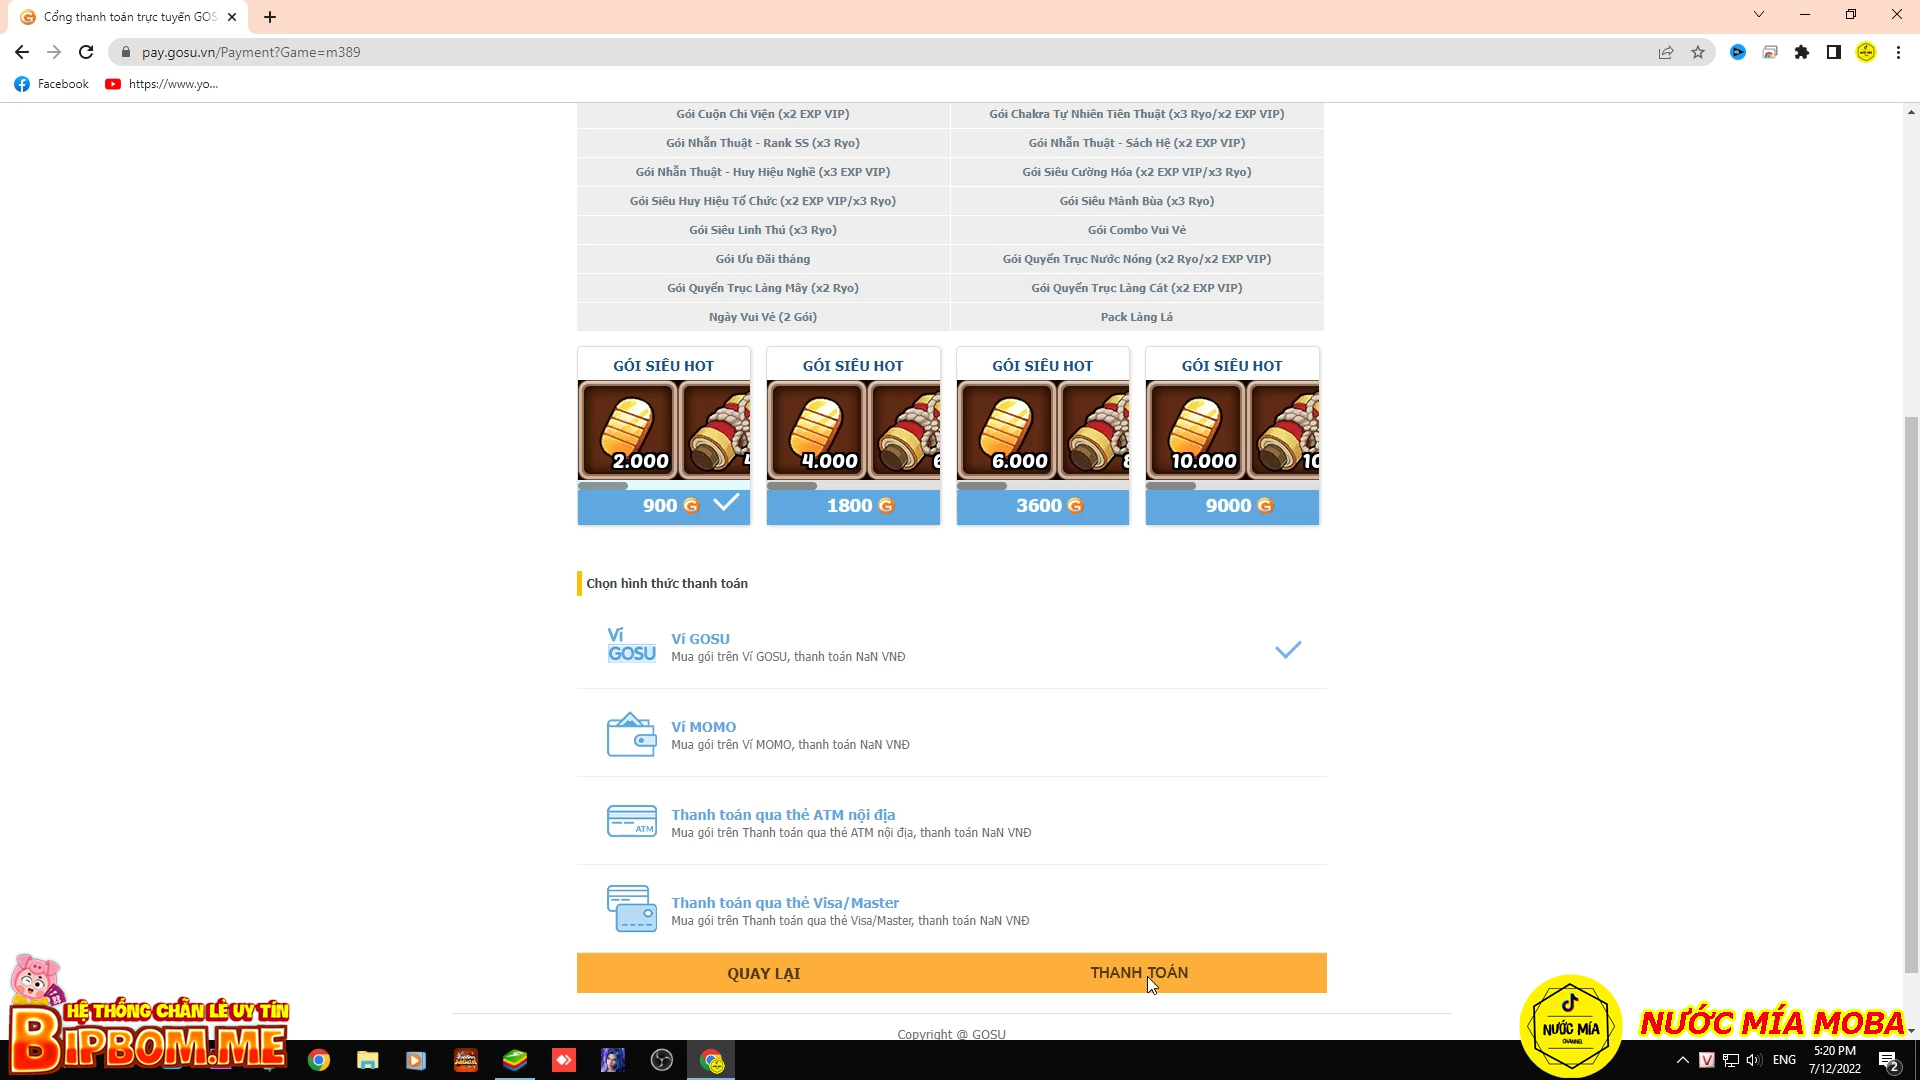 Cổng thanh toán trực tuyến GOS
pay.gosu.vn/Payment?Game=m389
Facebook
https://www.yo...
Gói Cuộn Chi Viện (x2 EXP VIP)
Gói Chakra Tự Nhiên Tiên Thuật (x3 Ryo/x2 EXP VIP)
Gói Nhẫn Thuật - Rank SS (x3 Ryo)
Gói Nhẫn Thuật - Sách Hệ (x2 EXP VIP)
Gói Nhẫn Thuật - Huy Hiệu Nghề (x3 EXP VIP)
Gói Siêu Cường Hóa (x2 EXP VIP/x3 Ryo)
Gói Siêu Huy Hiệu Tổ Chức (x2 EXP VIP/x3 Ryo)
Gói Siêu Mảnh Bùa (x3 Ryo)
Gói Siêu Linh Thú (x3 Ryo)
Gói Combo Vui Vẻ
Gói Ưu Đãi tháng
Gói Quyển Trục Nước Nóng (x2 Ryo/x2 EXP VIP)
Gói Quyển Trục Làng Mây (x2 Ryo)
Gói Quyển Trục Làng Cát (x2 EXP VIP)
Ngày Vui Vẻ (2 Gói)
Pack Làng Lá
GÓI SIÊU HOT
GÓI SIÊU HOT
GÓI SIÊU HOT
GÓI SIÊU HOT
2.000
4.000
6.000
10.000
900 G
1800 G
3600 G
9000 G
Chọn hình thức thanh toán
Ví GOSU
Ví GOSU
Mua gói trên Ví GOSU, thanh toán NaN VNĐ
Ví MOMO
Mua gói trên Ví MOMO, thanh toán NaN VNĐ
ATM
Thanh toán qua thẻ ATM nội địa
Mua gói trên Thanh toán qua thẻ ATM nội địa, thanh toán NaN VNĐ
Thanh toán qua thẻ Visa/Master
Mua gói trên Thanh toán qua thẻ Visa/Master, thanh toán NaN VNĐ
QUAY LẠI
THANH TOÁN
Copyright @ GOSU
HỆ THỐNG CHẴN LẺ UY TÍN
BIPBOM.ME
NƯỚC MÍA
CHANNEL
NƯỚC MÍA MOBA
ENG
5:20 PM
7/12/2022
2